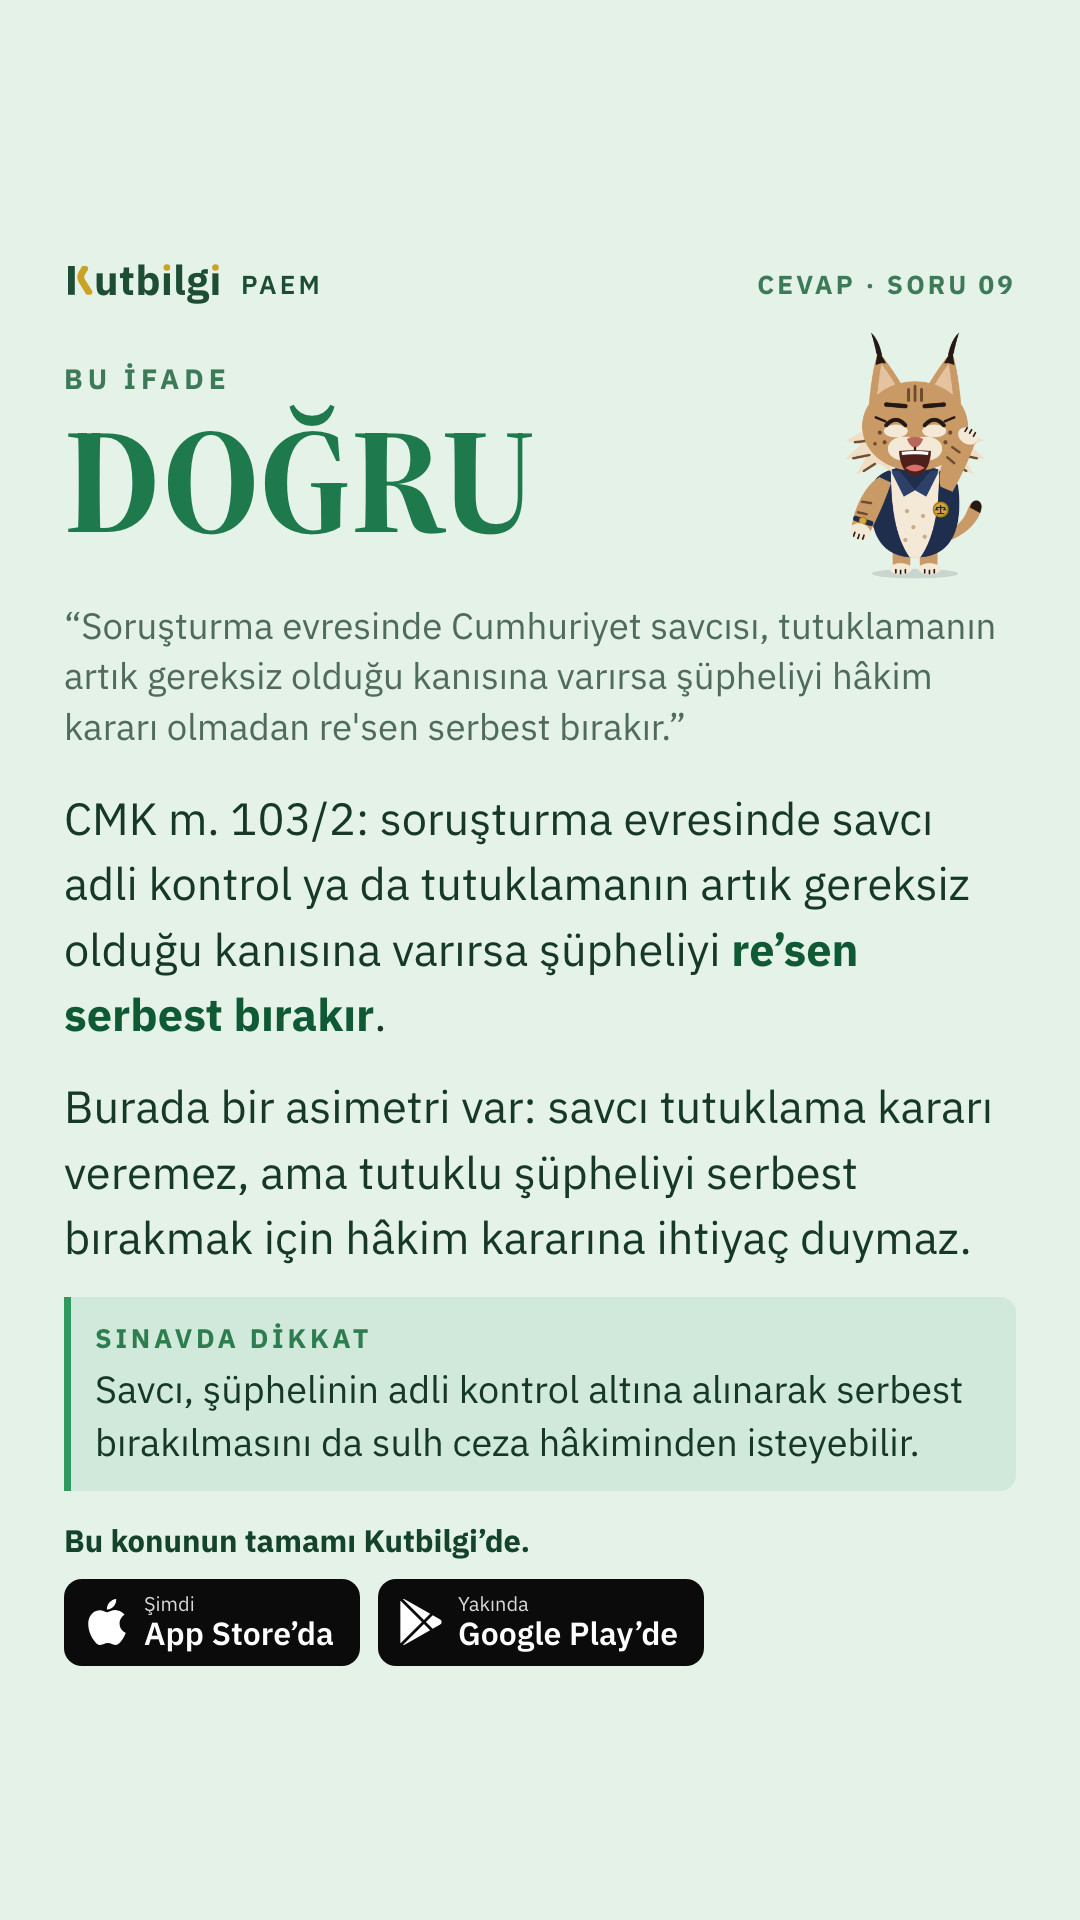 Kutbilgi PAEM
CEVAP · SORU 09
BU İFADE
DOĞRU
“Soruşturma evresinde Cumhuriyet savcısı, tutuklamanın
artık gereksiz olduğu kanısına varırsa şüpheliyi hâkim
kararı olmadan re'sen serbest bırakır.”
CMK m. 103/2: soruşturma evresinde savcı
adli kontrol ya da tutuklamanın artık gereksiz
olduğu kanısına varırsa şüpheliyi re’sen
serbest bırakır.
Burada bir asimetri var: savcı tutuklama kararı
veremez, ama tutuklu şüpheliyi serbest
bırakmak için hâkim kararına ihtiyaç duymaz.
SINAVDA DİKKAT
Savcı, şüphelinin adli kontrol altına alınarak serbest
bırakılmasını da sulh ceza hâkiminden isteyebilir.
Bu konunun tamamı Kutbilgi’de.
Şimdi
App Store’da
Yakında
Google Play’de